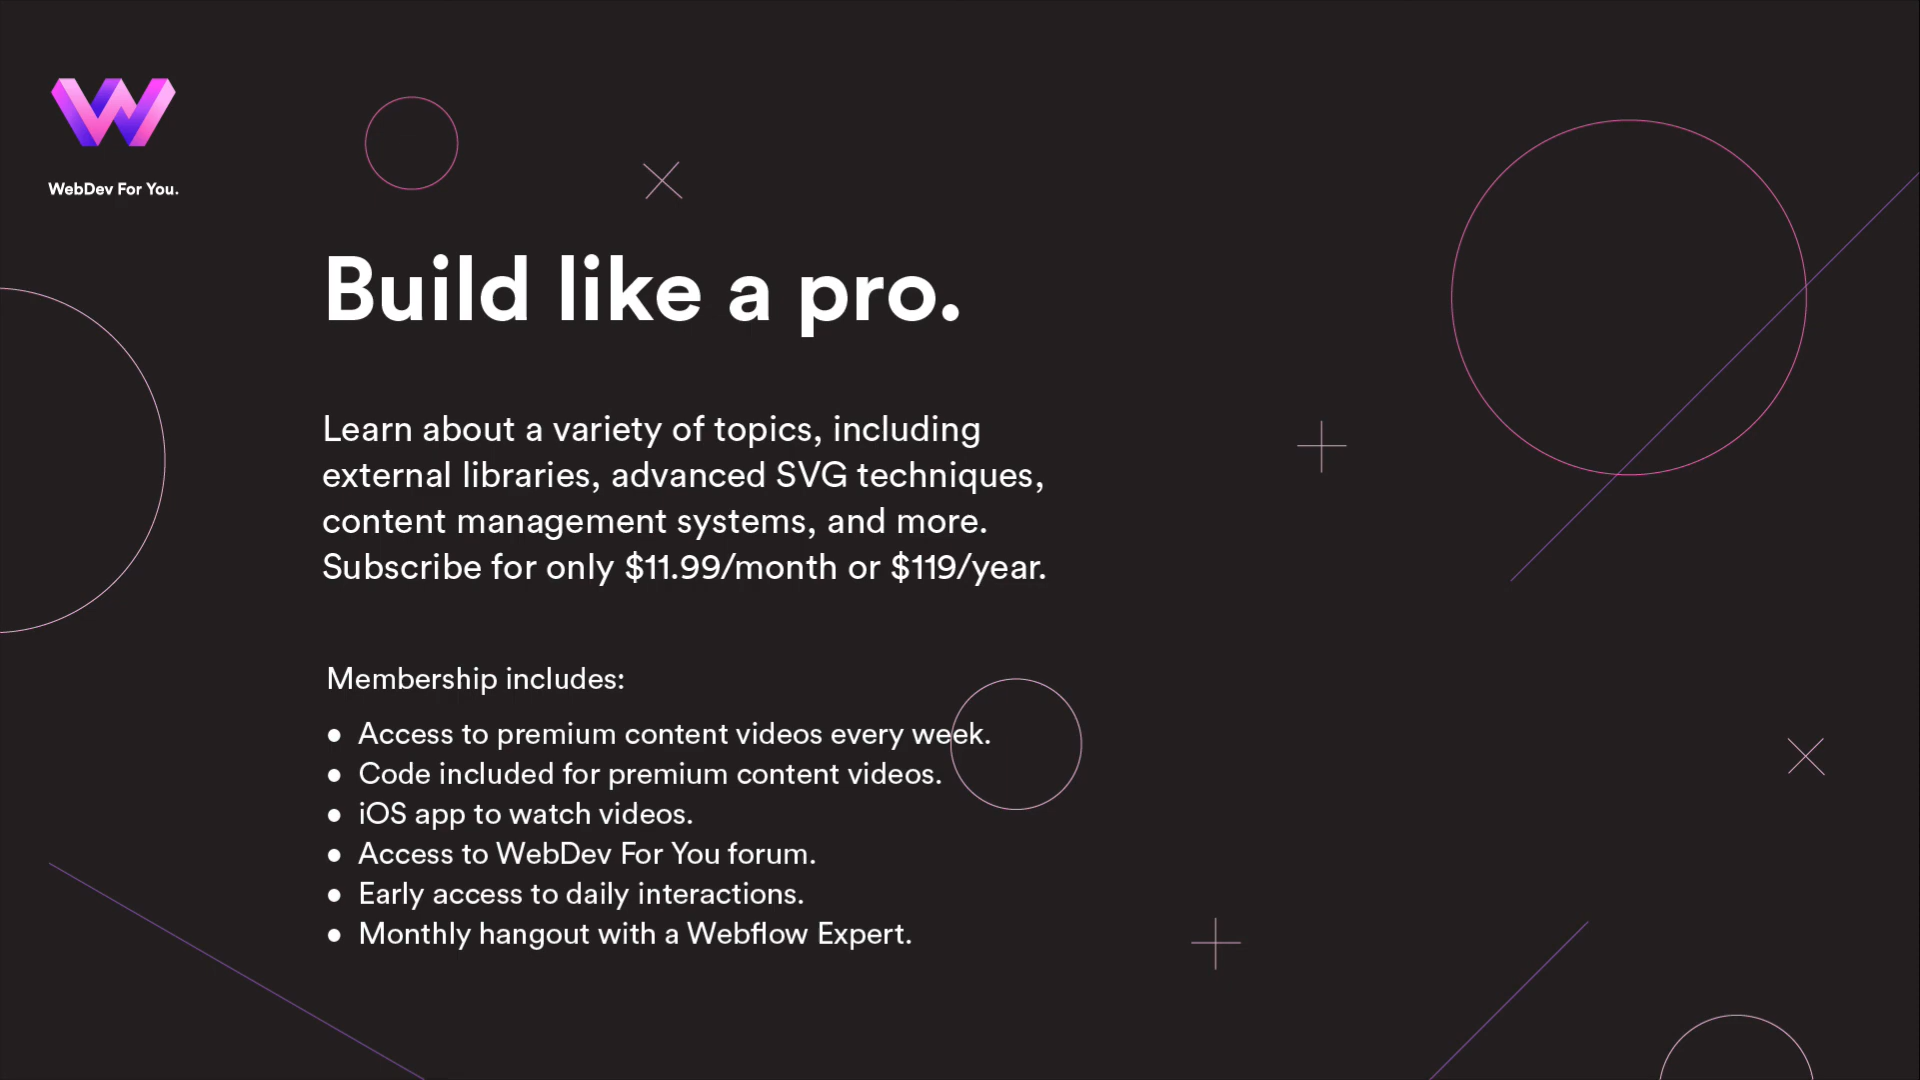 WebDev For You.
Build like a pro.
Learn about a variety of topics, including
external libraries, advanced SVG techniques,
content management systems, and more.
Subscribe for only $11.99/month or $119/year.
Membership includes:
● Access to premium content videos every week.
● Code included for premium content videos.
● iOS app to watch videos.
● Access to WebDev For You forum.
● Early access to daily interactions.
● Monthly hangout with a Webflow Expert.